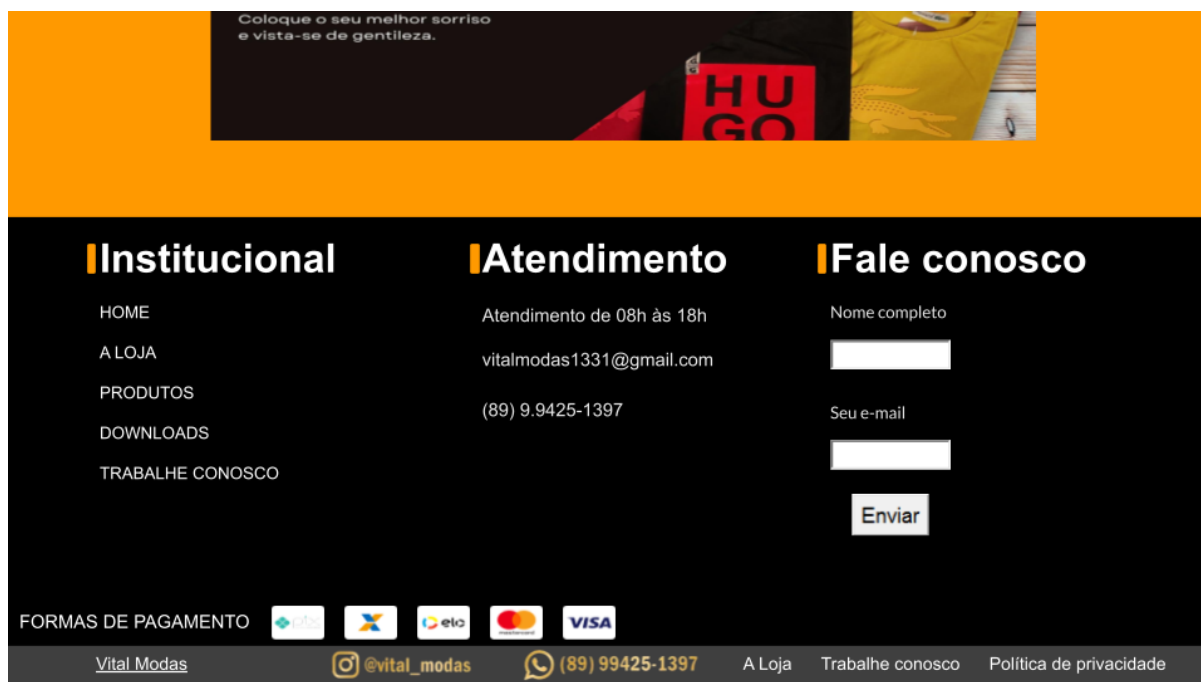 Coloque o seu melhor sorriso
e vista-se de gentileza.
HU
GO
Institucional
HOME
A LOJA
PRODUTOS
DOWNLOADS
TRABALHE CONOSCO
Atendimento
Atendimento de 08h às 18h
vitalmodas1331@gmail.com
(89) 9.9425-1397
Fale conosco
Nome completo
Seu e-mail
Enviar
FORMAS DE PAGAMENTO
elo
mastercard
VISA
Vital Modas
@vital_modas
(89) 99425-1397
A Loja
Trabalhe conosco
Política de privacidade